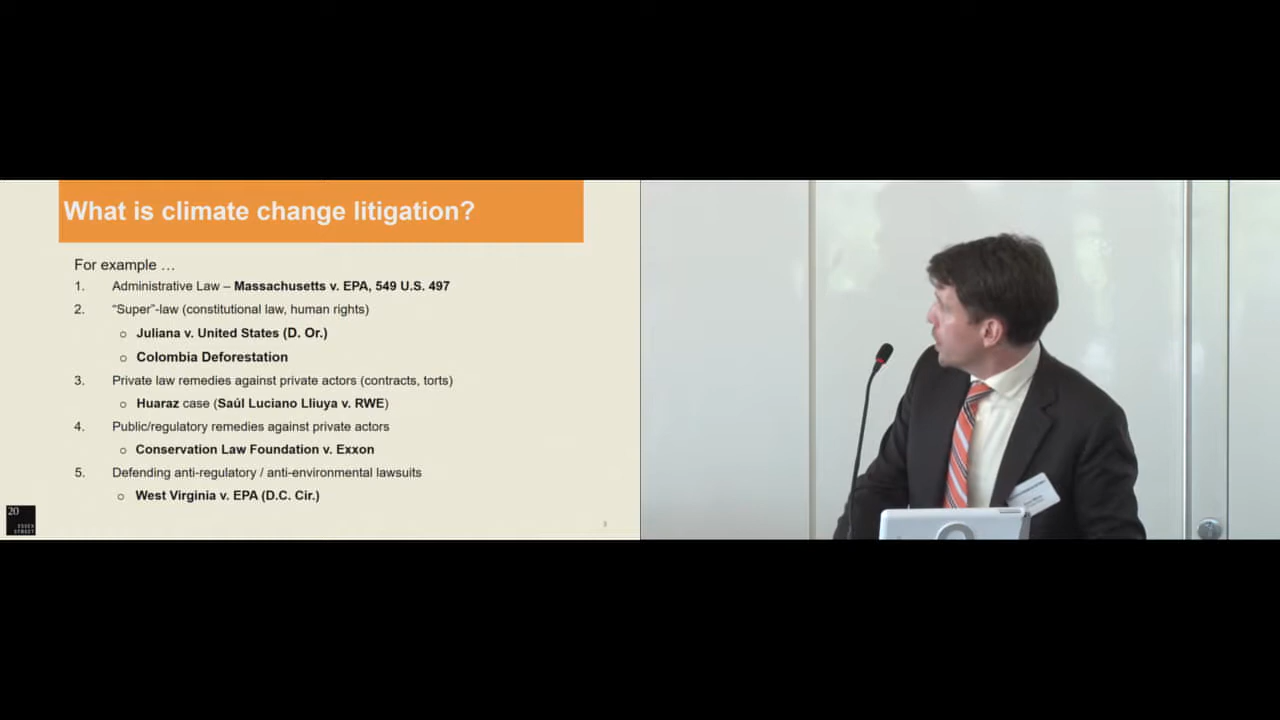 What is climate change litigation?
For example …
1. Administrative Law – Massachusetts v. EPA, 549 U.S. 497
2. “Super”-law (constitutional law, human rights)
o Juliana v. United States (D. Or.)
o Colombia Deforestation
3. Private law remedies against private actors (contracts, torts)
o Huaraz case (Saúl Luciano Lliuya v. RWE)
4. Public/regulatory remedies against private actors
o Conservation Law Foundation v. Exxon
5. Defending anti-regulatory / anti-environmental lawsuits
o West Virginia v. EPA (D.C. Cir.)
20
ESSEX
STREET
3